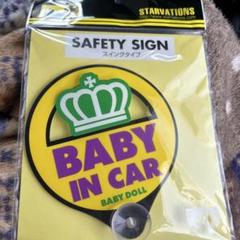 STARVATIONS
SAFETY SIGN
スイングタイプ
BABY
IN CAR
BABY DOLL